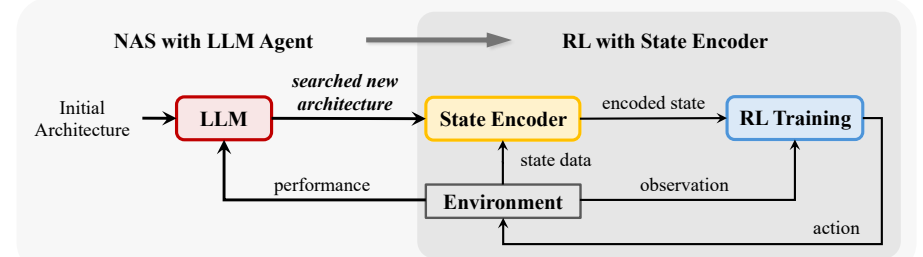 NAS with LLM Agent
RL with State Encoder
searched new
architecture
Initial
Architecture
LLM
State Encoder
encoded state
RL Training
state data
performance
Environment
observation
action